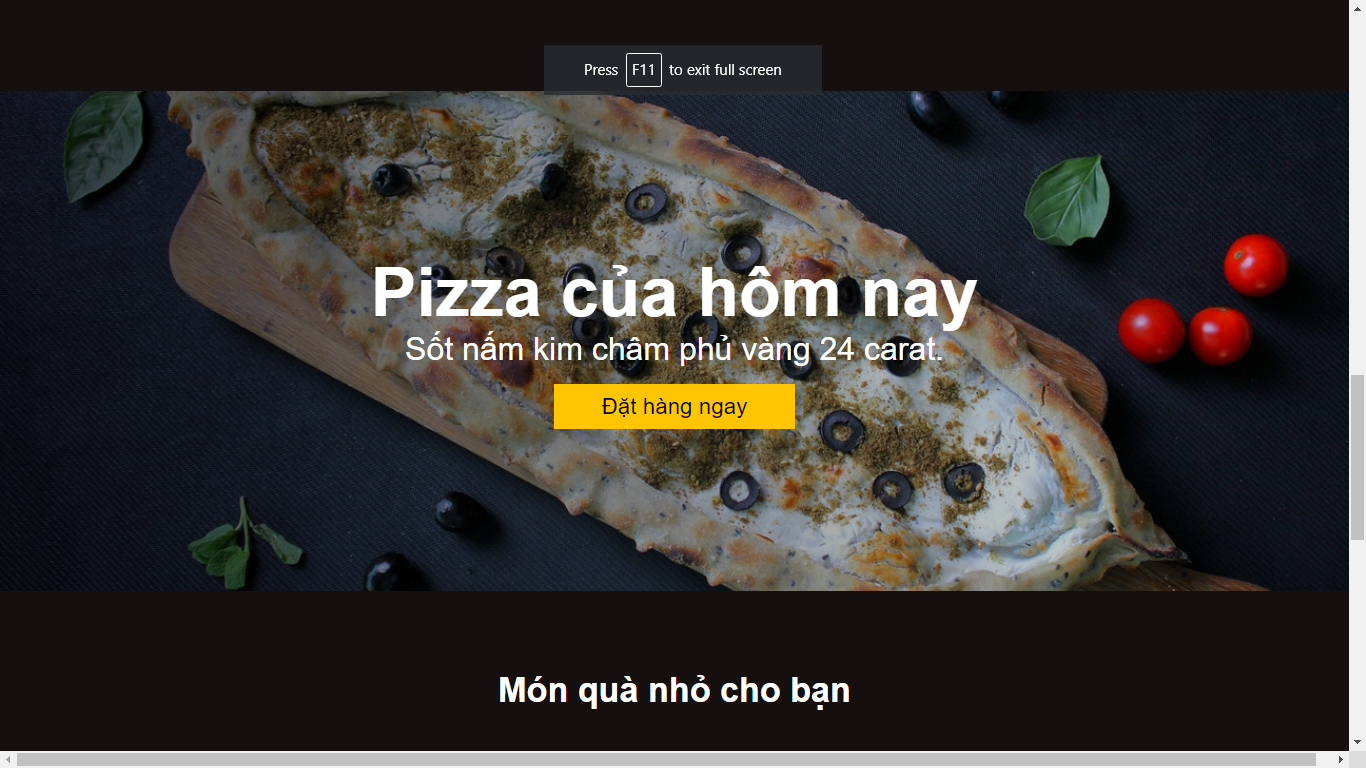 Press F11 to exit full screen
Pizza của hôm nay
Sốt nấm kim châm phủ vàng 24 carat.
Đặt hàng ngay
Món quà nhỏ cho bạn